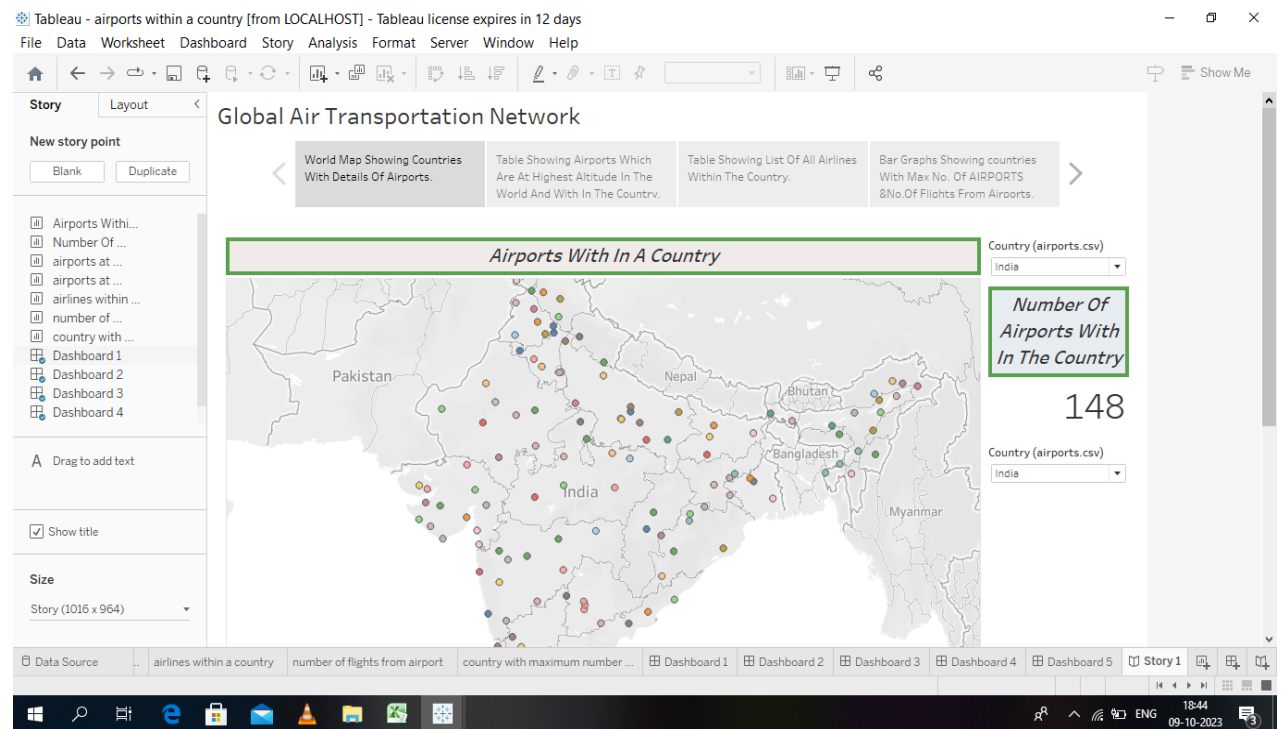 Tableau - airports within a country [from LOCALHOST] - Tableau license expires in 12 days
File Data Worksheet Dashboard Story Analysis Format Server Window Help
Show Me
Story Layout
New story point
Blank Duplicate
Airports Withi...
Number Of ...
airports at ...
airports at ...
airlines within ...
number of ...
country with ...
Dashboard 1
Dashboard 2
Dashboard 3
Dashboard 4
A Drag to add text
Show title
Size
Story (1016 x 964)
Global Air Transportation Network
World Map Showing Countries
With Details Of Airports.
Table Showing Airports Which
Are At Highest Altitude In The
World And With In The Country.
Table Showing List Of All Airlines
Within The Country.
Bar Graphs Showing countries
With Max No. Of AIRPORTS
&No.Of Flights From Airports.
Airports With In A Country
Pakistan
Nepal
Bhutan
Bangladesh
India
Myanmar
Country (airports.csv)
India
Number Of
Airports With
In The Country
148
Country (airports.csv)
India
Data Source .. airlines within a country number of flights from airport country with maximum number ... Dashboard 1 Dashboard 2 Dashboard 3 Dashboard 4 Dashboard 5 Story 1
ENG
18:44
09-10-2023
3